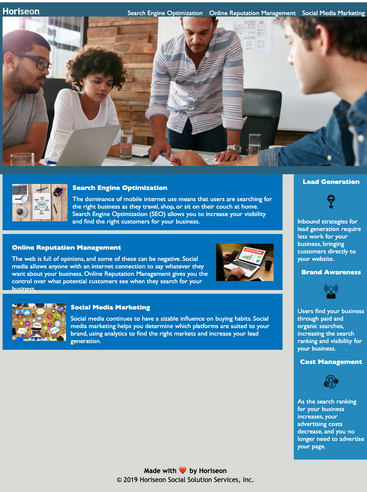 Horiseon
Search Engine Optimization Online Reputation Management Social Media Marketing
Search Engine Optimization
The dominance of mobile internet use means that users are searching for
the right business as they travel, shop, or sit on their couch at home.
Search Engine Optimization (SEO) allows you to increase your visibility
and find the right customers for your business.
Online Reputation Management
The web is full of opinions, and some of these can be negative. Social
media allows anyone with an internet connection to say whatever they
want about your business. Online Reputation Management gives you the
control over what potential customers see when they search for your
business.
Social Media Marketing
Social media continues to have a sizable influence on buying habits. Social
media marketing helps you determine which platforms are suited to your
brand, using analytics to find the right markets and increase your lead
generation.
Lead Generation
Inbound strategies for
lead generation require
less work for your
business, bringing
customers directly to
your website.
Brand Awareness
Users find your business
through paid and
organic searches,
increasing the search
ranking and visibility for
your business.
Cost Management
As the search ranking
for your business
increases, your
advertising costs
decrease, and you no
longer need to advertise
your page.
Made with ❤️ by Horiseon
© 2019 Horiseon Social Solution Services, Inc.